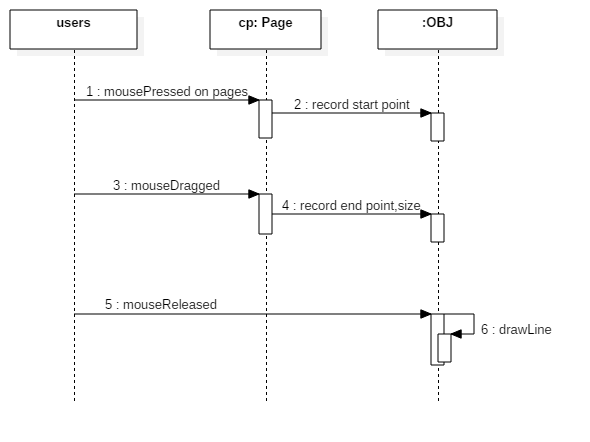 users
cp: Page
:OBJ
1 : mousePressed on pages
2 : record start point
3 : mouseDragged
4 : record end point,size
5 : mouseReleased
6 : drawLine